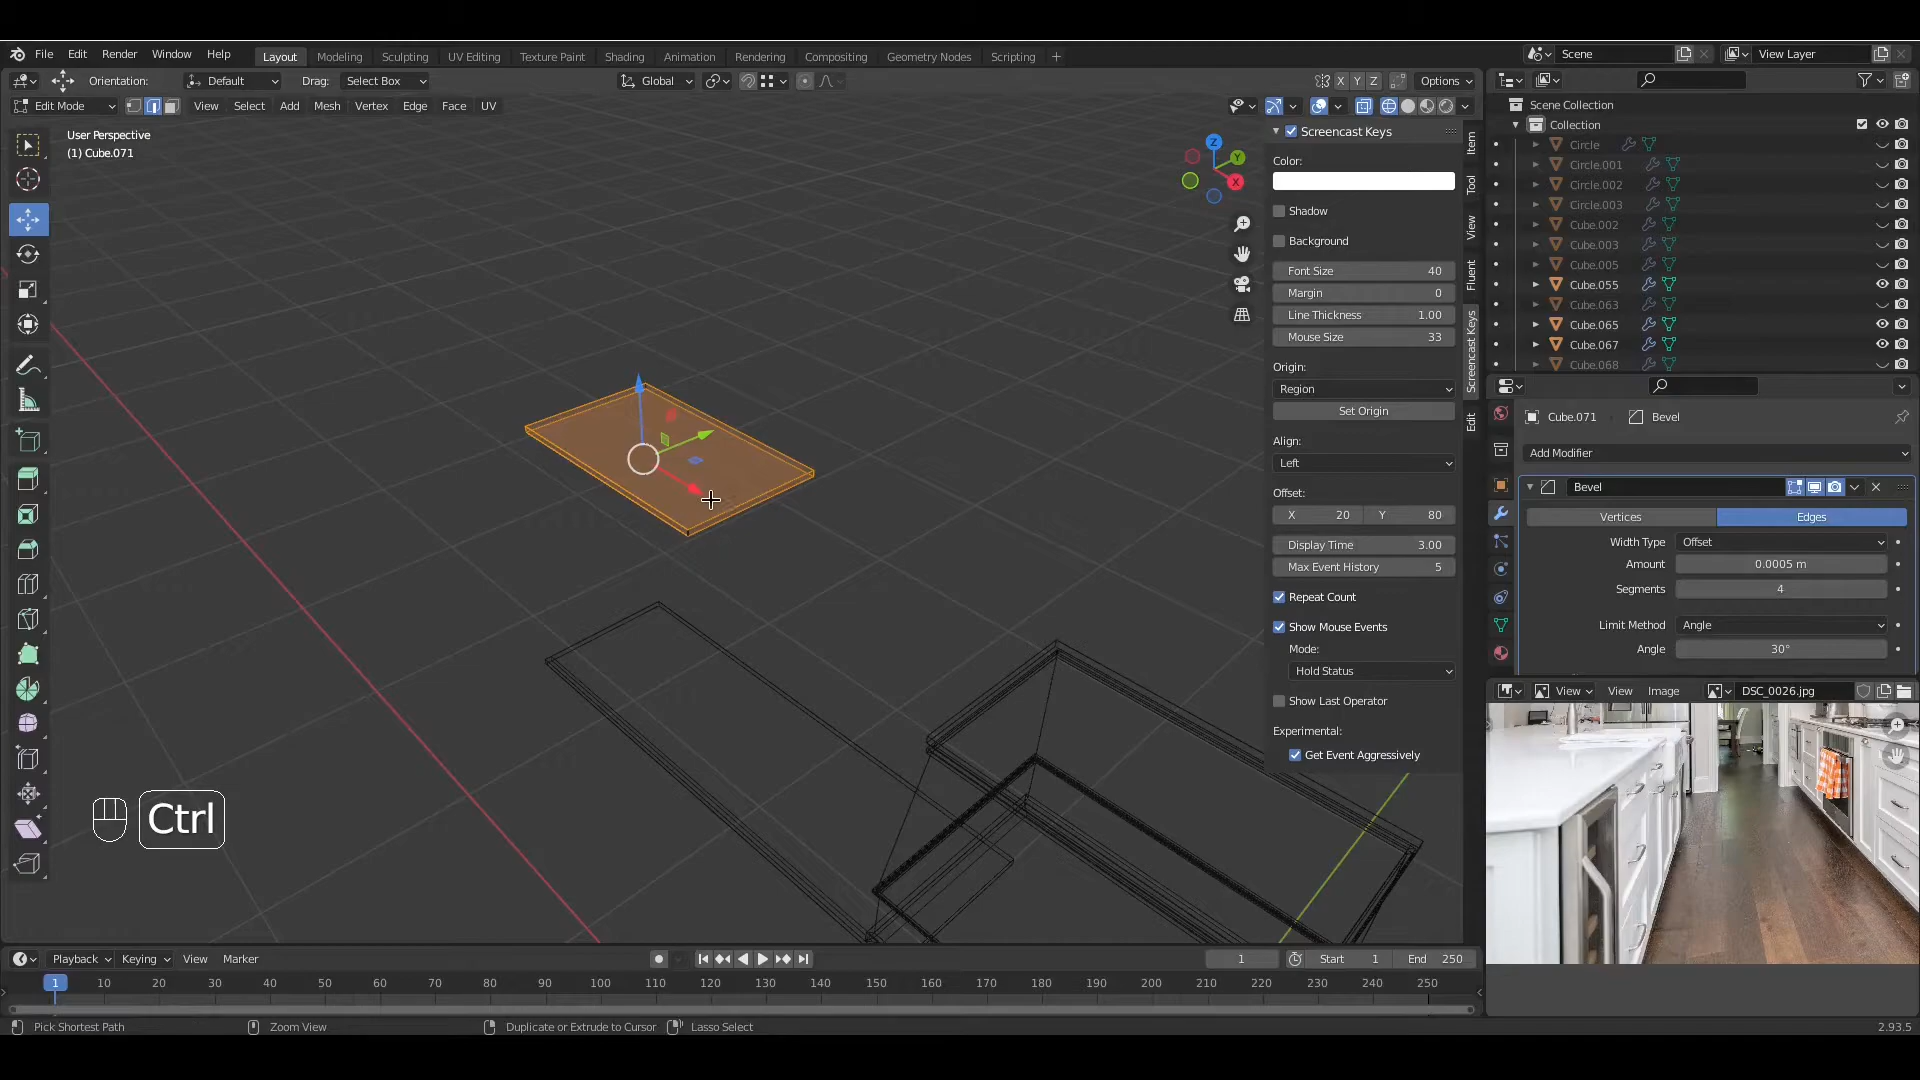 File Edit Render Window Help
Layout Modeling Sculpting UV Editing Texture Paint Shading Animation Rendering Compositing Geometry Nodes Scripting +
Scene
View Layer
Orientation: Default Drag: Select Box
Global
X Y Z Options
Edit Mode View Select Add Mesh Vertex Edge Face UV
User Perspective
(1) Cube.071
Z
Y
X
Screencast Keys
Color:
Shadow
Background
Font Size 40
Margin 0
Line Thickness 1.00
Mouse Size 33
Origin:
Region
Set Origin
Align:
Left
Offset:
X 20 Y 80
Display Time 3.00
Max Event History 5
Repeat Count
Show Mouse Events
Mode:
Hold Status
Show Last Operator
Experimental:
Get Event Aggressively
Item
Tool
View
Fluent
Screencast Keys
Edit
Scene Collection
Collection
Circle
Circle.001
Circle.002
Circle.003
Cube.002
Cube.003
Cube.005
Cube.055
Cube.063
Cube.065
Cube.067
Cube.068
Cube.071 Bevel
Add Modifier
Bevel
Vertices Edges
Width Type Offset
Amount 0.0005 m
Segments 4
Limit Method Angle
Angle 30°
View View Image DSC_0026.jpg
Ctrl
Playback Keying View Marker
1 Start 1 End 250
1 10 20 30 40 50 60 70 80 90 100 110 120 130 140 150 160 170 180 190 200 210 220 230 240 250
Pick Shortest Path Zoom View Duplicate or Extrude to Cursor Lasso Select 2.93.5